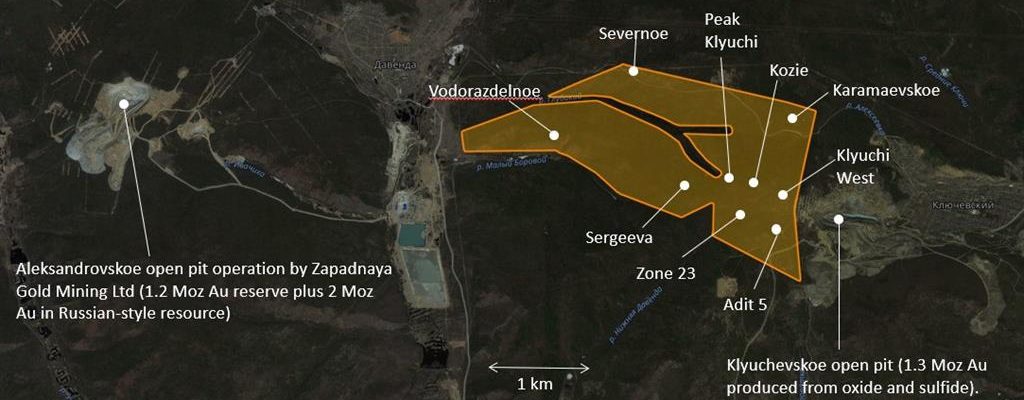 Severnoe
Peak
Klyuchi
Kozie
Karamaevskoe
Vodorazdelnoe
Давенда
р. Малый Боровой
Klyuchi
West
Ключевский
Sergeeva
Zone 23
Adit 5
р. Нижняя Давенда
Aleksandrovskoe open pit operation by Zapadnaya
Gold Mining Ltd (1.2 Moz Au reserve plus 2 Moz
Au in Russian-style resource)
1 km
Klyuchevskoe open pit (1.3 Moz Au
produced from oxide and sulfide).